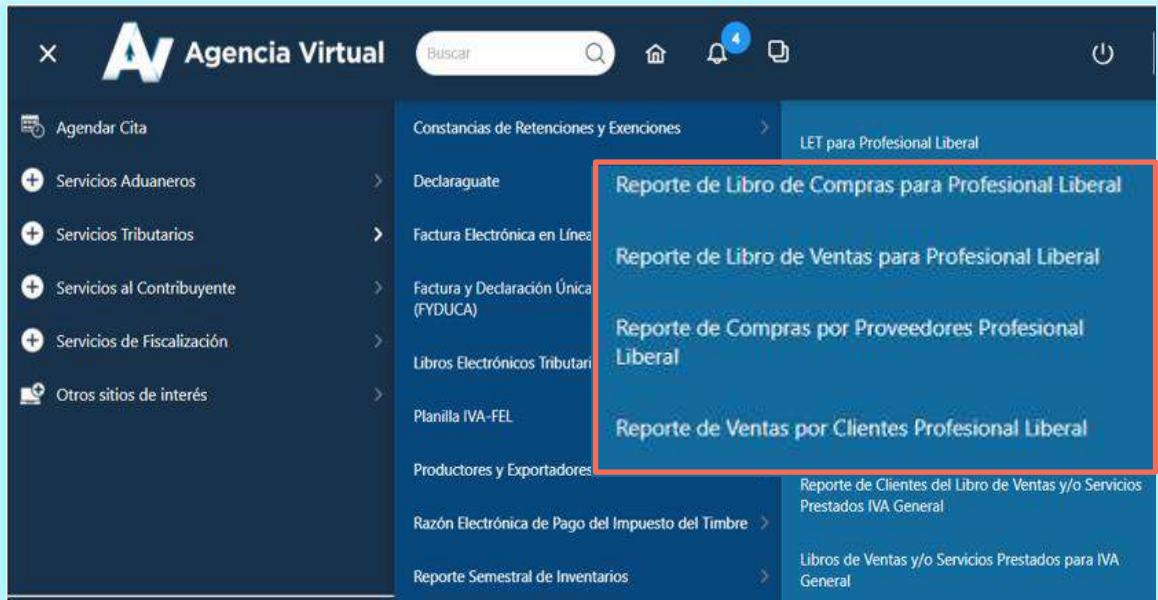 Agencia Virtual
Buscar
4
Agendar Cita
Servicios Aduaneros
Servicios Tributarios
Servicios al Contribuyente
Servicios de Fiscalización
Otros sitios de interés
Constancias de Retenciones y Exenciones
Declaraguate
Factura Electrónica en Línea
Factura y Declaración Única
(FYDUCA)
Libros Electrónicos Tributari
Planilla IVA-FEL
Productores y Exportadores
Razón Electrónica de Pago del Impuesto del Timbre
Reporte Semestral de Inventarios
LET para Profesional Liberal
Reporte de Libro de Compras para Profesional Liberal
Reporte de Libro de Ventas para Profesional Liberal
Reporte de Compras por Proveedores Profesional
Liberal
Reporte de Ventas por Clientes Profesional Liberal
Reporte de Clientes del Libro de Ventas y/o Servicios
Prestados IVA General
Libros de Ventas y/o Servicios Prestados para IVA
General